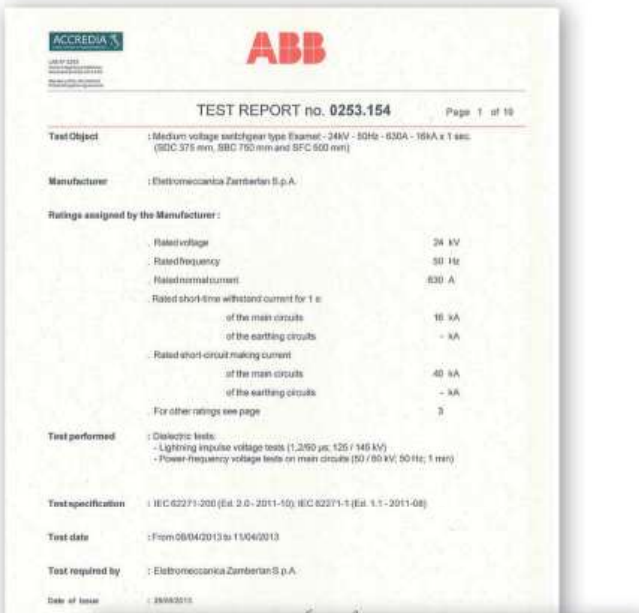 ACCREDIA
ABB
TEST REPORT no. 0253.154 Page 1 of 10
Test Object : Medium voltage switchgear type Examet - 24kV - 50Hz - 630A - 16kA x 1 sec.
(SDC 375 mm, SBC 750 mm and SFC 500 mm)
Manufacturer : Elettromeccanica Zamberlan S.p.A.
Ratings assigned by the Manufacturer :
. Rated voltage 24 kV
. Rated frequency 50 Hz
. Rated normal current 630 A
. Rated short-time withstand current for 1 s:
of the main circuits 16 kA
of the earthing circuits - kA
. Rated short-circuit making current
of the main circuits 40 kA
of the earthing circuits - kA
. For other ratings see page 3
Test performed : Dielectric tests:
- Lightning impulse voltage tests (1,2/50 µs; 125 / 145 kV)
- Power-frequency voltage tests on main circuits (50 / 60 kV; 50 Hz; 1 min)
Test specification : IEC 62271-200 (Ed. 2.0 - 2011-10); IEC 62271-1 (Ed. 1.1 - 2011-08)
Test date : From 08/04/2013 to 11/04/2013
Test required by : Elettromeccanica Zamberlan S.p.A.
Date of issue